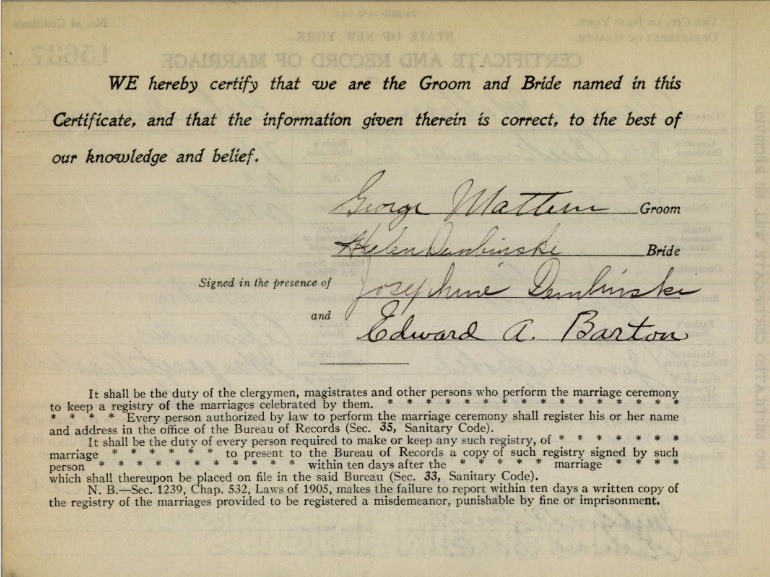 WE hereby certify that we are the Groom and Bride named in this
Certificate, and that the information given therein is correct, to the best of
our knowledge and belief.
George Mattern Groom
Helen Dembinski Bride
Signed in the presence of Josephine Dembinski
and Edward A. Barton
It shall be the duty of the clergymen, magistrates and other persons who perform the marriage ceremony
to keep a registry of the marriages celebrated by them. * * * * * * * * * * * * * * *
* * * * Every person authorized by law to perform the marriage ceremony shall register his or her name
and address in the office of the Bureau of Records (Sec. 35, Sanitary Code).
It shall be the duty of every person required to make or keep any such registry, of * * * * * *
marriage * * * * * * to present to the Bureau of Records a copy of such registry signed by such
person * * * * * * * * * * * within ten days after the * * * * * marriage * * * *
which shall thereupon be placed on file in the said Bureau (Sec. 33, Sanitary Code).
N. B.—Sec. 1239, Chap. 532, Laws of 1905, makes the failure to report within ten days a written copy of
the registry of the marriages provided to be registered a misdemeanor, punishable by fine or imprisonment.